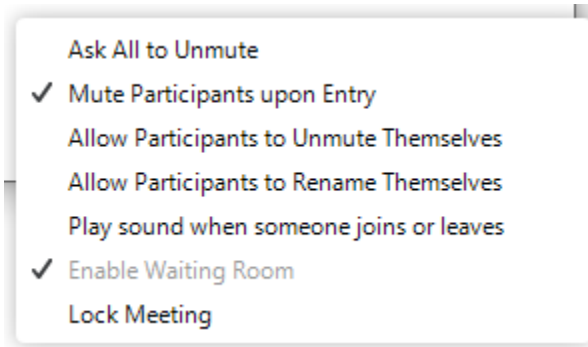 Ask All to Unmute
Mute Participants upon Entry
Allow Participants to Unmute Themselves
Allow Participants to Rename Themselves
Play sound when someone joins or leaves
Enable Waiting Room
Lock Meeting